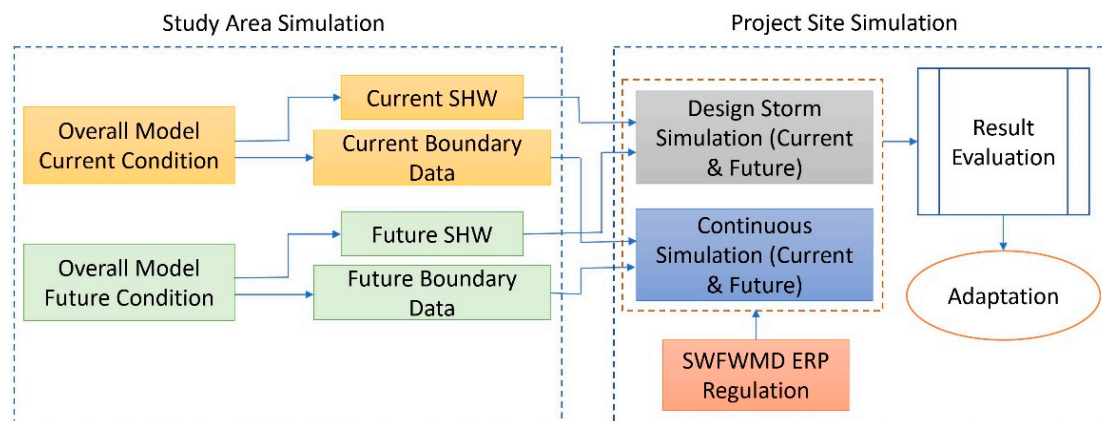 Study Area Simulation
Project Site Simulation
Overall Model
Current Condition
Current SHW
Current Boundary
Data
Overall Model
Future Condition
Future SHW
Future Boundary
Data
Design Storm
Simulation (Current
& Future)
Continuous
Simulation (Current
& Future)
SWFWMD ERP
Regulation
Result
Evaluation
Adaptation